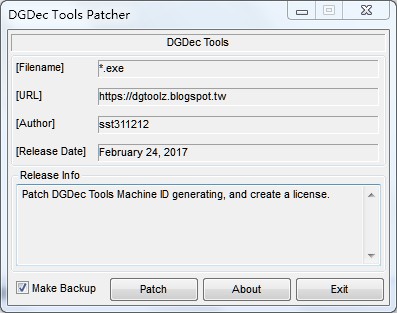 DGDec Tools Patcher
DGDec Tools
[Filename] *.exe
[URL] https://dgtoolz.blogspot.tw
[Author] sst311212
[Release Date] February 24, 2017
Release Info
Patch DGDec Tools Machine ID generating, and create a license.
Make Backup Patch About Exit